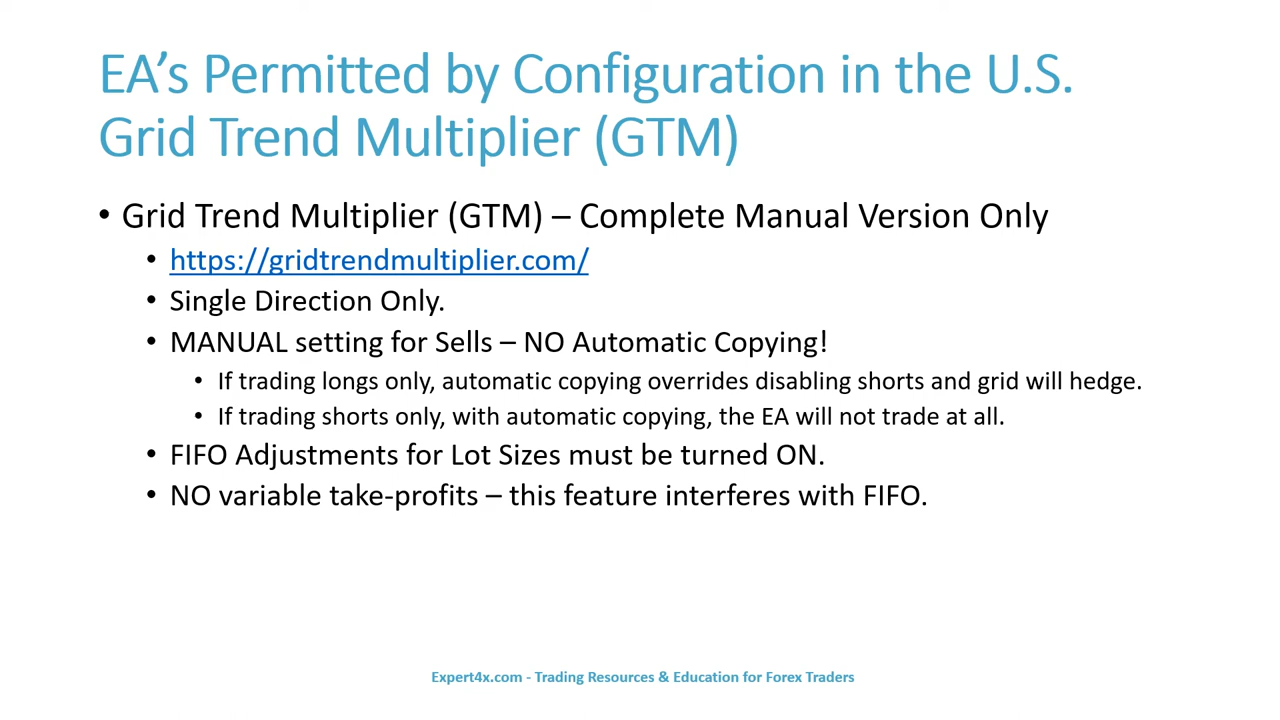 EA’s Permitted by Configuration in the U.S.
Grid Trend Multiplier (GTM)
• Grid Trend Multiplier (GTM) – Complete Manual Version Only
• https://gridtrendmultiplier.com/
• Single Direction Only.
• MANUAL setting for Sells – NO Automatic Copying!
• If trading longs only, automatic copying overrides disabling shorts and grid will hedge.
• If trading shorts only, with automatic copying, the EA will not trade at all.
• FIFO Adjustments for Lot Sizes must be turned ON.
• NO variable take-profits – this feature interferes with FIFO.
Expert4x.com - Trading Resources & Education for Forex Traders